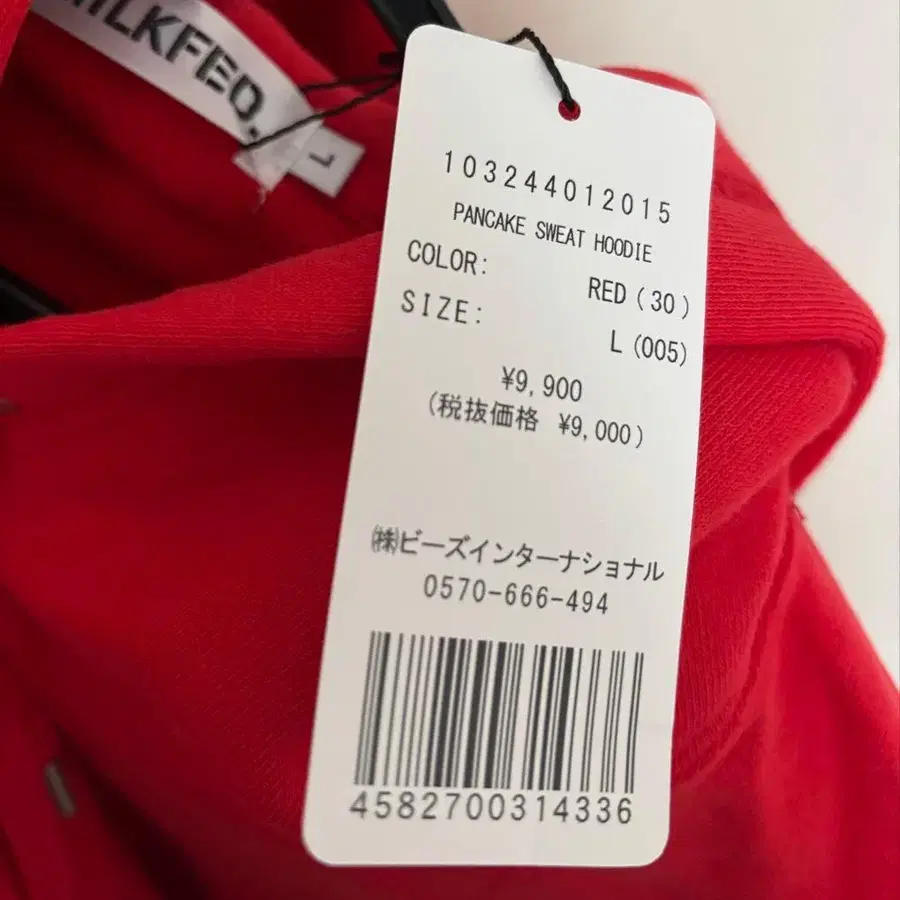 MILKFED.
L
103244012015
PANCAKE SWEAT HOODIE
COLOR: RED (30)
SIZE: L (005)
¥9,900
(税抜価格 ¥9,000)
㈱ビーズインターナショナル
0570-666-494
4582700314336